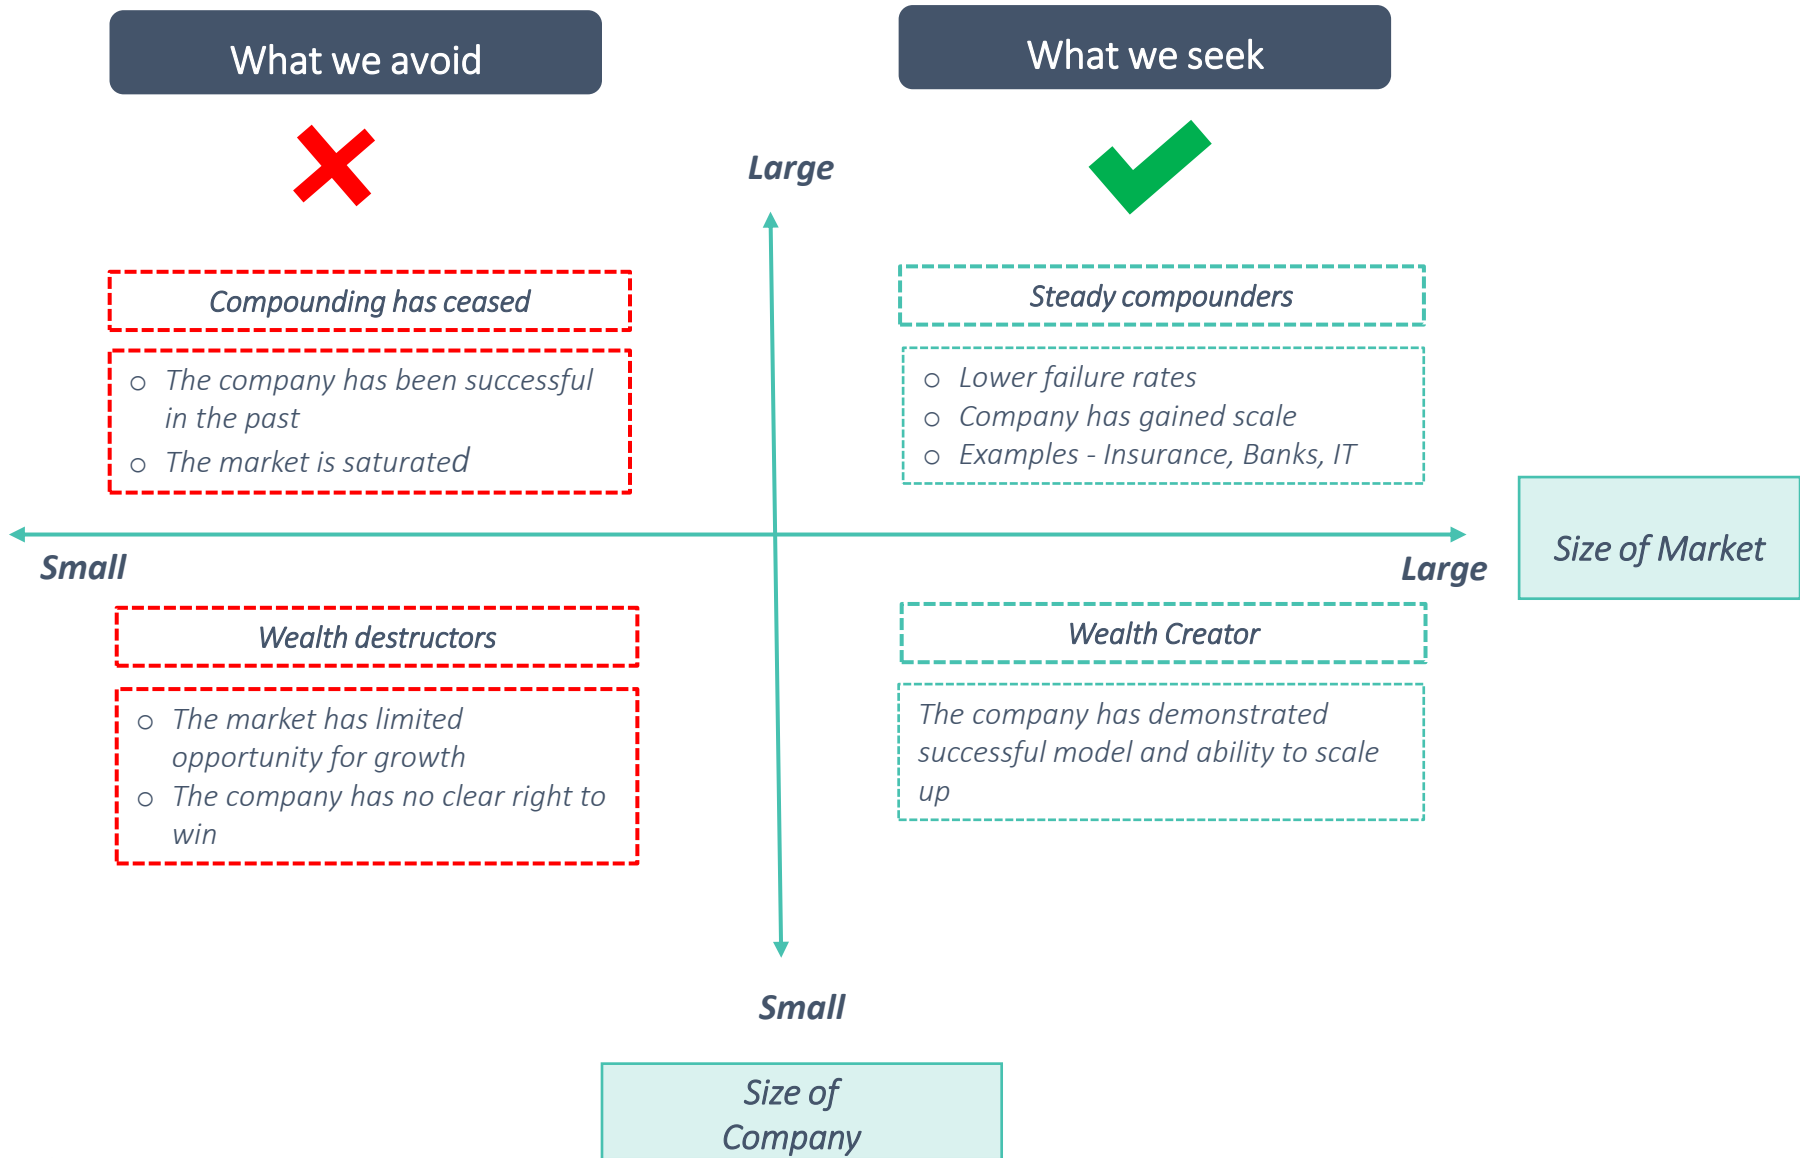 What we avoid
What we seek
Large
Compounding has ceased
o The company has been successful
in the past
o The market is saturated
Steady compounders
o Lower failure rates
o Company has gained scale
o Examples - Insurance, Banks, IT
Size of Market
Small
Large
Wealth destructors
o The market has limited
opportunity for growth
o The company has no clear right to
win
Wealth Creator
The company has demonstrated
successful model and ability to scale
up
Small
Size of
Company